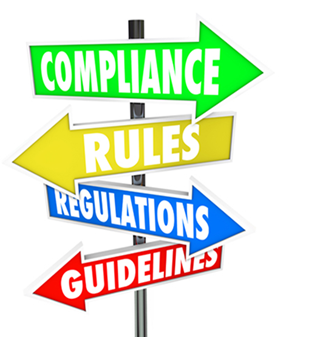 COMPLIANCE
RULES
REGULATIONS
GUIDELINES